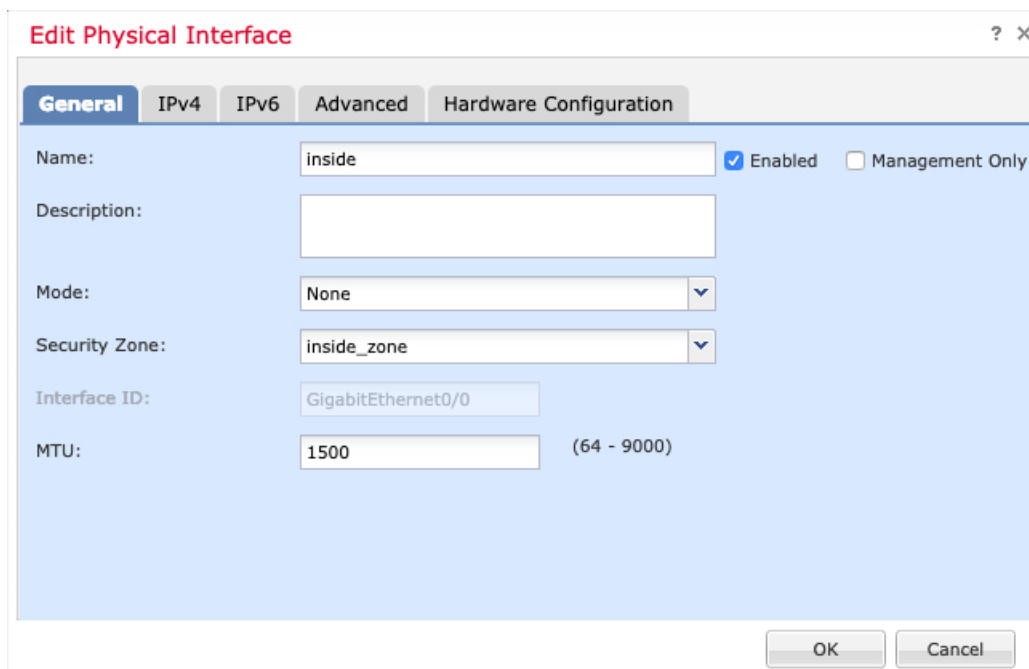 Edit Physical Interface ? ×
General IPv4 IPv6 Advanced Hardware Configuration
Name: inside Enabled Management Only
Description:
Mode: None
Security Zone: inside_zone
Interface ID: GigabitEthernet0/0
MTU: 1500 (64 - 9000)
OK Cancel